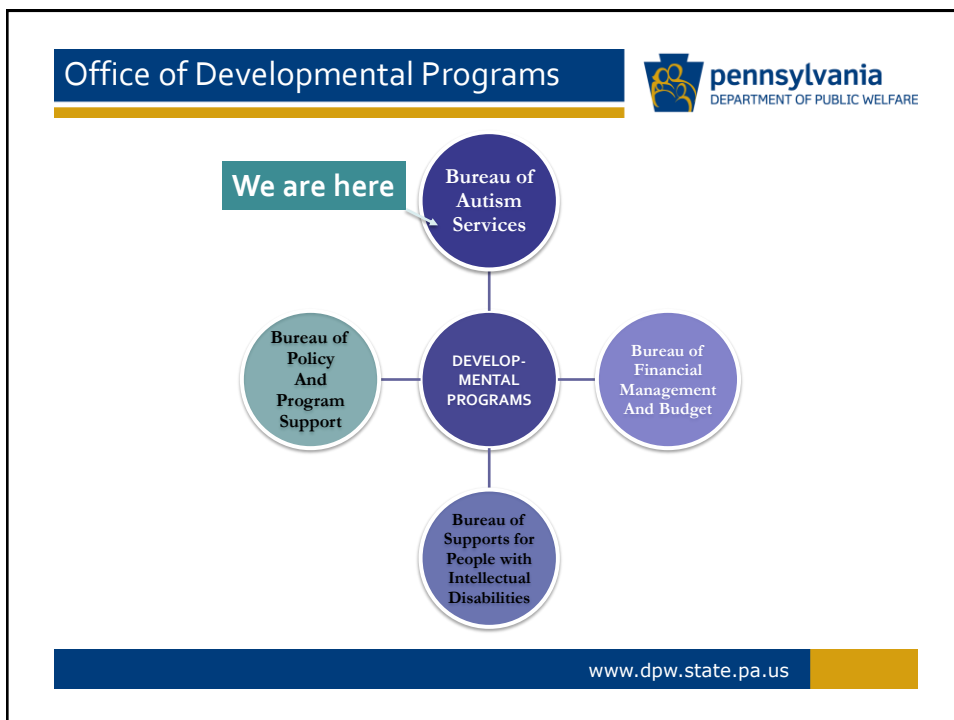 Office of Developmental Programs
pennsylvania
DEPARTMENT OF PUBLIC WELFARE
We are here
Bureau of
Autism
Services
Bureau of
Policy
And
Program
Support
DEVELOP-
MENTAL
PROGRAMS
Bureau of
Financial
Management
And Budget
Bureau of
Supports for
People with
Intellectual
Disabilities
www.dpw.state.pa.us